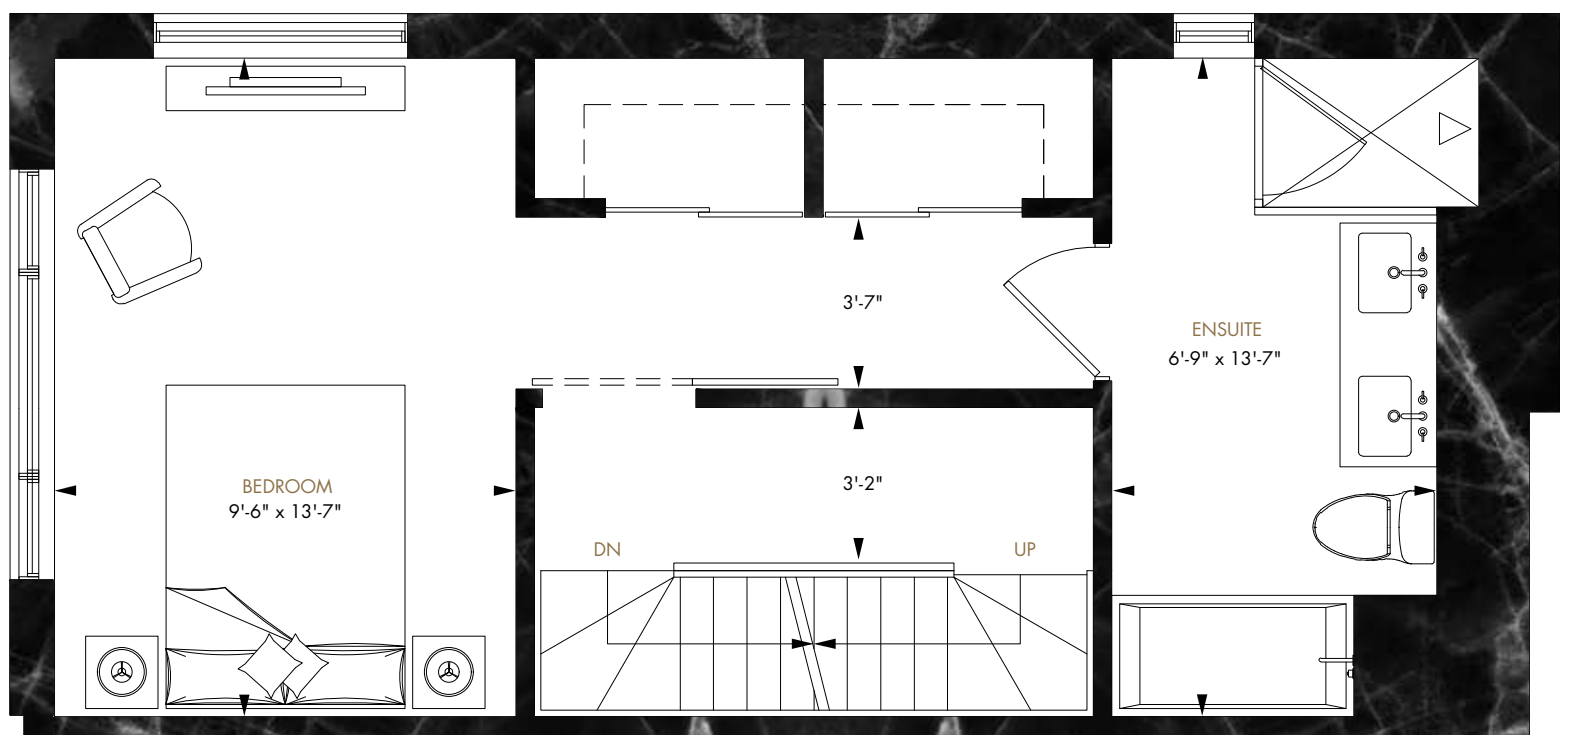 3'-7"
ENSUITE
6'-9" x 13'-7"
BEDROOM
9'-6" x 13'-7"
3'-2"
DN
UP